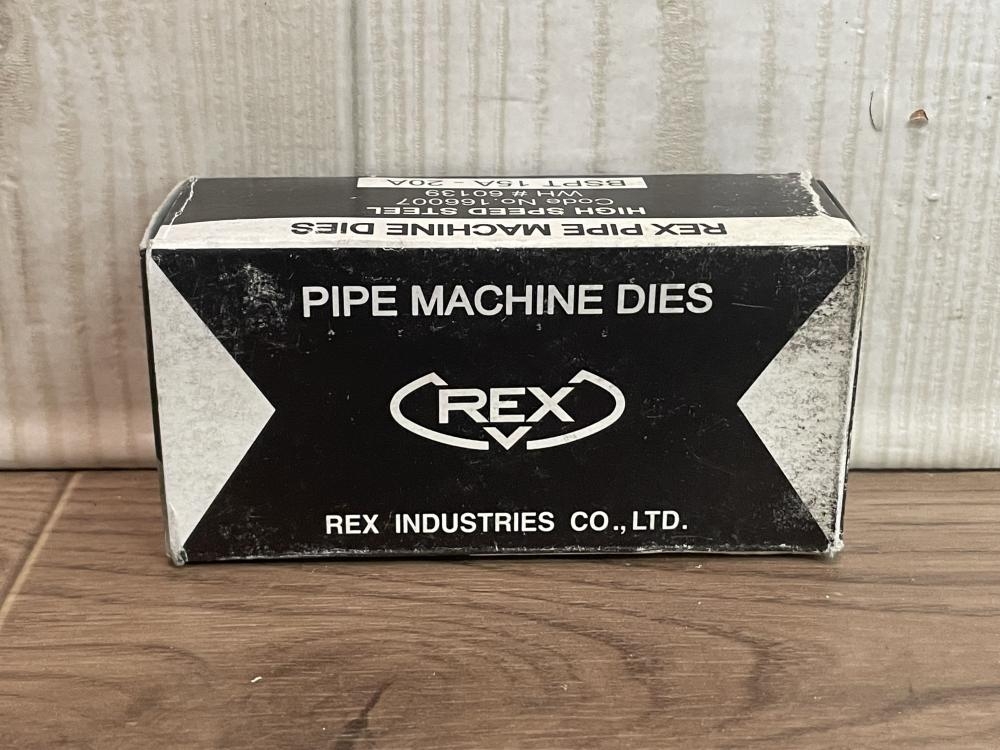 BSPT 15A - 20A
WH # 60139
Code No.166007
HIGH SPEED STEEL
REX PIPE MACHINE DIES
PIPE MACHINE DIES
REX
REX INDUSTRIES CO., LTD.